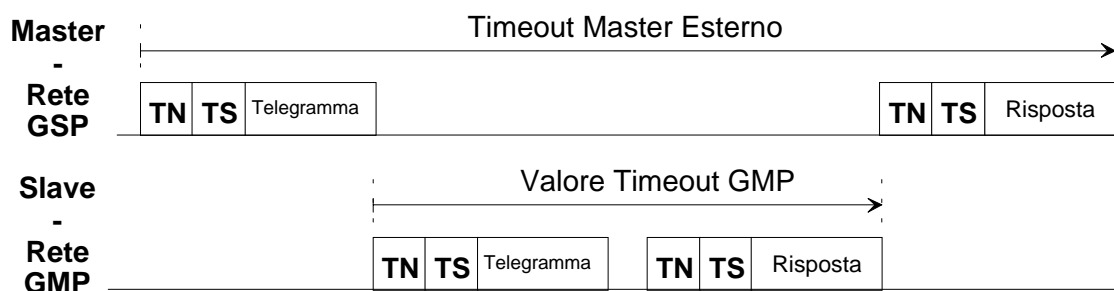 Timeout Master Esterno
Master
-
Rete
GSP
TN TS Telegramma
TN TS Risposta
Valore Timeout GMP
Slave
-
Rete
GMP
TN TS Telegramma
TN TS Risposta